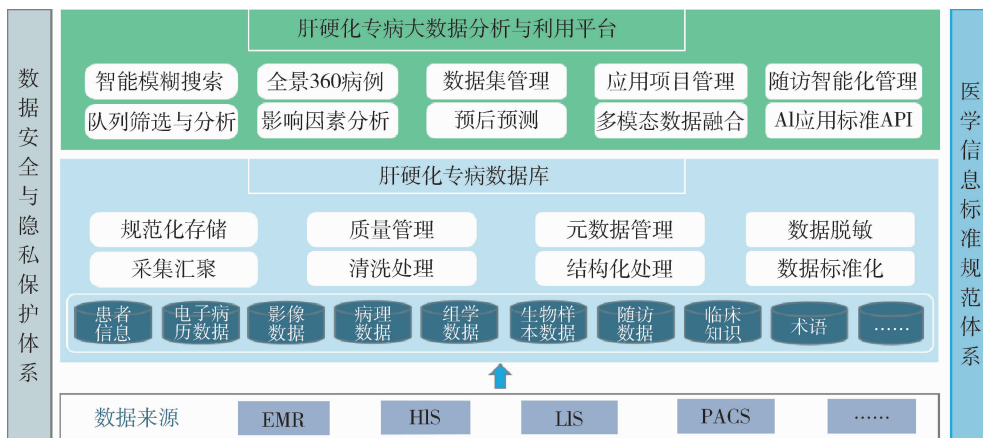 数据安全与隐私保护体系
肝硬化专病大数据分析与利用平台
智能模糊搜索 全景360病例 数据集管理 应用项目管理 随访智能化管理
队列筛选与分析 影响因素分析 预后预测 多模态数据融合 AI应用标准API
肝硬化专病数据库
规范化存储 质量管理 元数据管理 数据脱敏
采集汇聚 清洗处理 结构化处理 数据标准化
患者
信息
电子病
历数据
影像
数据
病理
数据
组学
数据
生物样
本数据
随访
数据
临床
知识
术语
……
数据来源 EMR HIS LIS PACS ……
医学信息标准规范体系